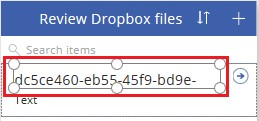 Review Dropbox files
Search items
dc5ce460-eb55-45f9-bd9e-
Text